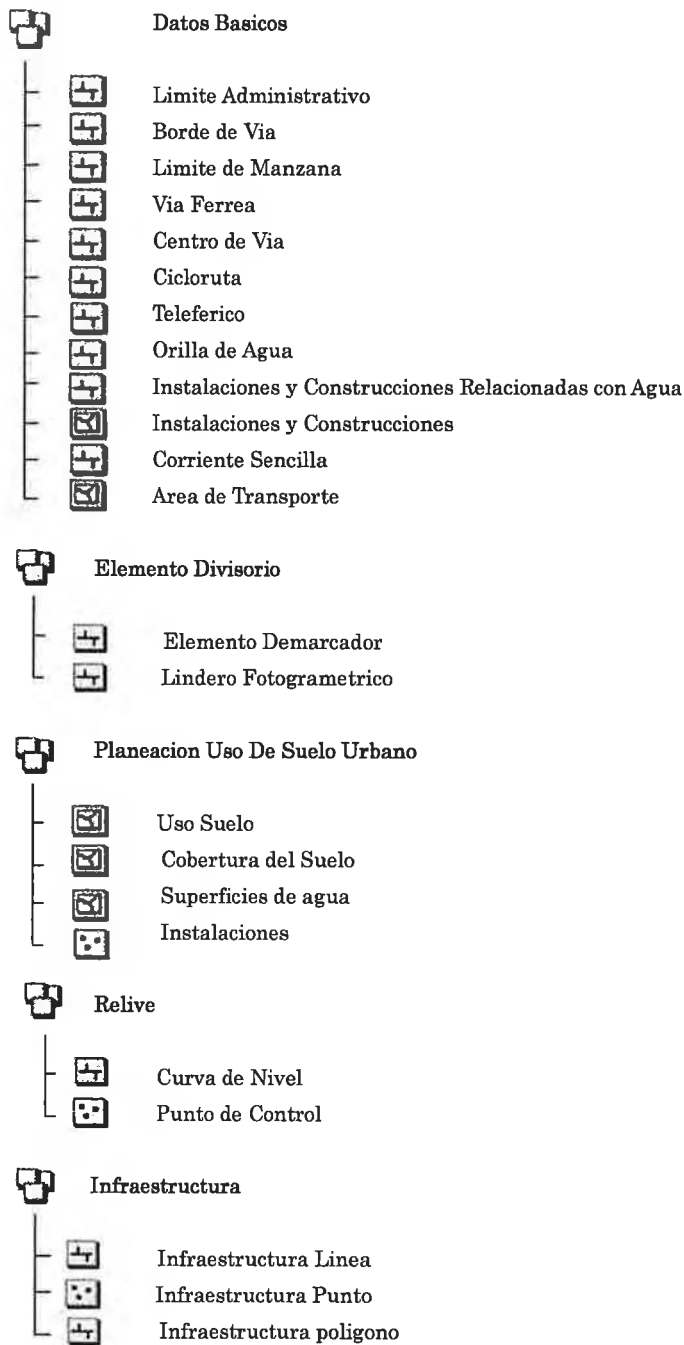 Datos Basicos
Limite Administrativo
Borde de Via
Limite de Manzana
Via Ferrea
Centro de Via
Cicloruta
Teleferico
Orilla de Agua
Instalaciones y Construcciones Relacionadas con Agua
Instalaciones y Construcciones
Corriente Sencilla
Area de Transporte
Elemento Divisorio
Elemento Demarcador
Lindero Fotogrametrico
Planeacion Uso De Suelo Urbano
Uso Suelo
Cobertura del Suelo
Superficies de agua
Instalaciones
Relive
Curva de Nivel
Punto de Control
Infraestructura
Infraestructura Linea
Infraestructura Punto
Infraestructura poligono